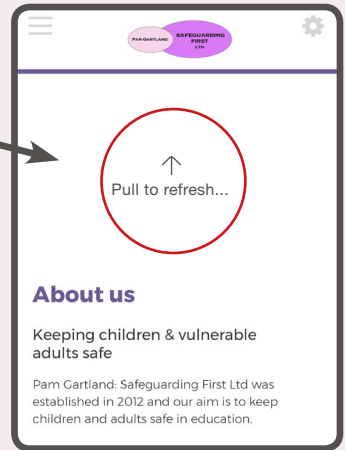 PAM GARTLAND:
SAFEGUARDING
FIRST
LTD
Pull to refresh...
About us
Keeping children & vulnerable
adults safe
Pam Gartland: Safeguarding First Ltd was
established in 2012 and our aim is to keep
children and adults safe in education.